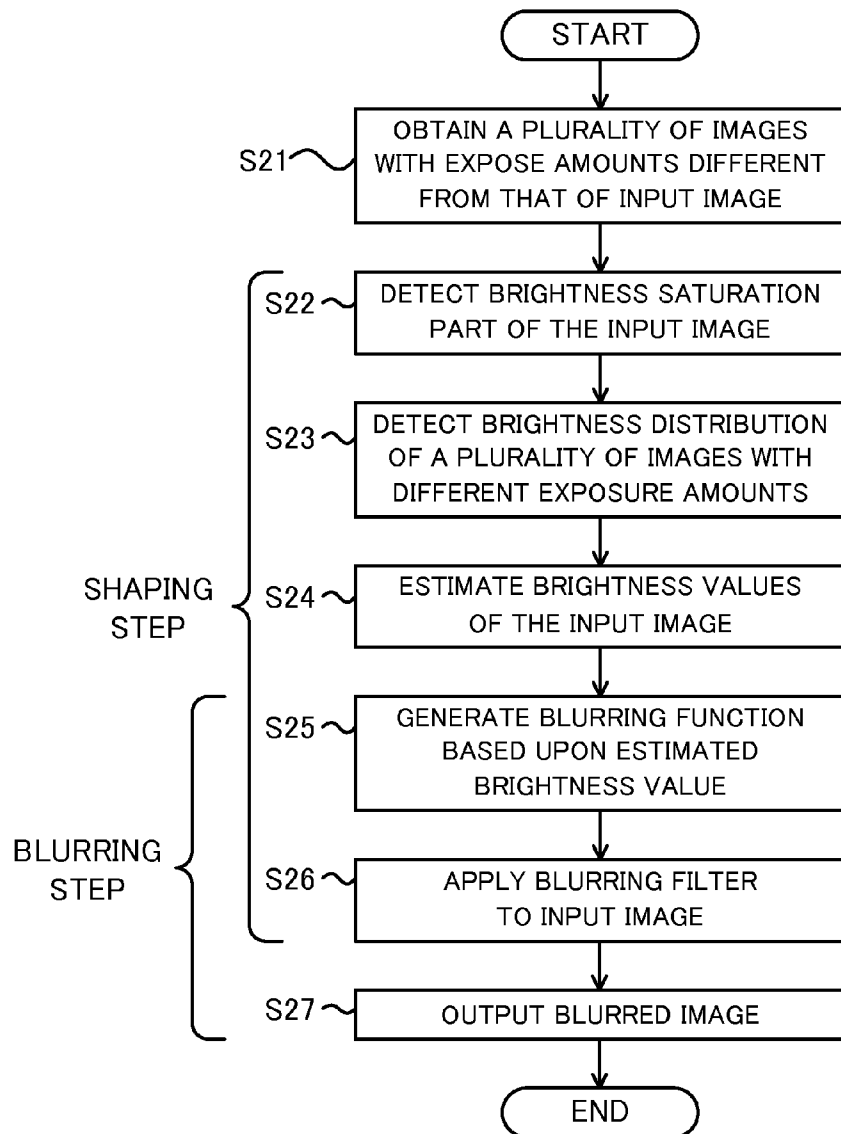 START
S21
OBTAIN A PLURALITY OF IMAGES
WITH EXPOSE AMOUNTS DIFFERENT
FROM THAT OF INPUT IMAGE
S22
DETECT BRIGHTNESS SATURATION
PART OF THE INPUT IMAGE
S23
DETECT BRIGHTNESS DISTRIBUTION
OF A PLURALITY OF IMAGES WITH
DIFFERENT EXPOSURE AMOUNTS
SHAPING
STEP
S24
ESTIMATE BRIGHTNESS VALUES
OF THE INPUT IMAGE
S25
GENERATE BLURRING FUNCTION
BASED UPON ESTIMATED
BRIGHTNESS VALUE
BLURRING
STEP
S26
APPLY BLURRING FILTER
TO INPUT IMAGE
S27
OUTPUT BLURRED IMAGE
END